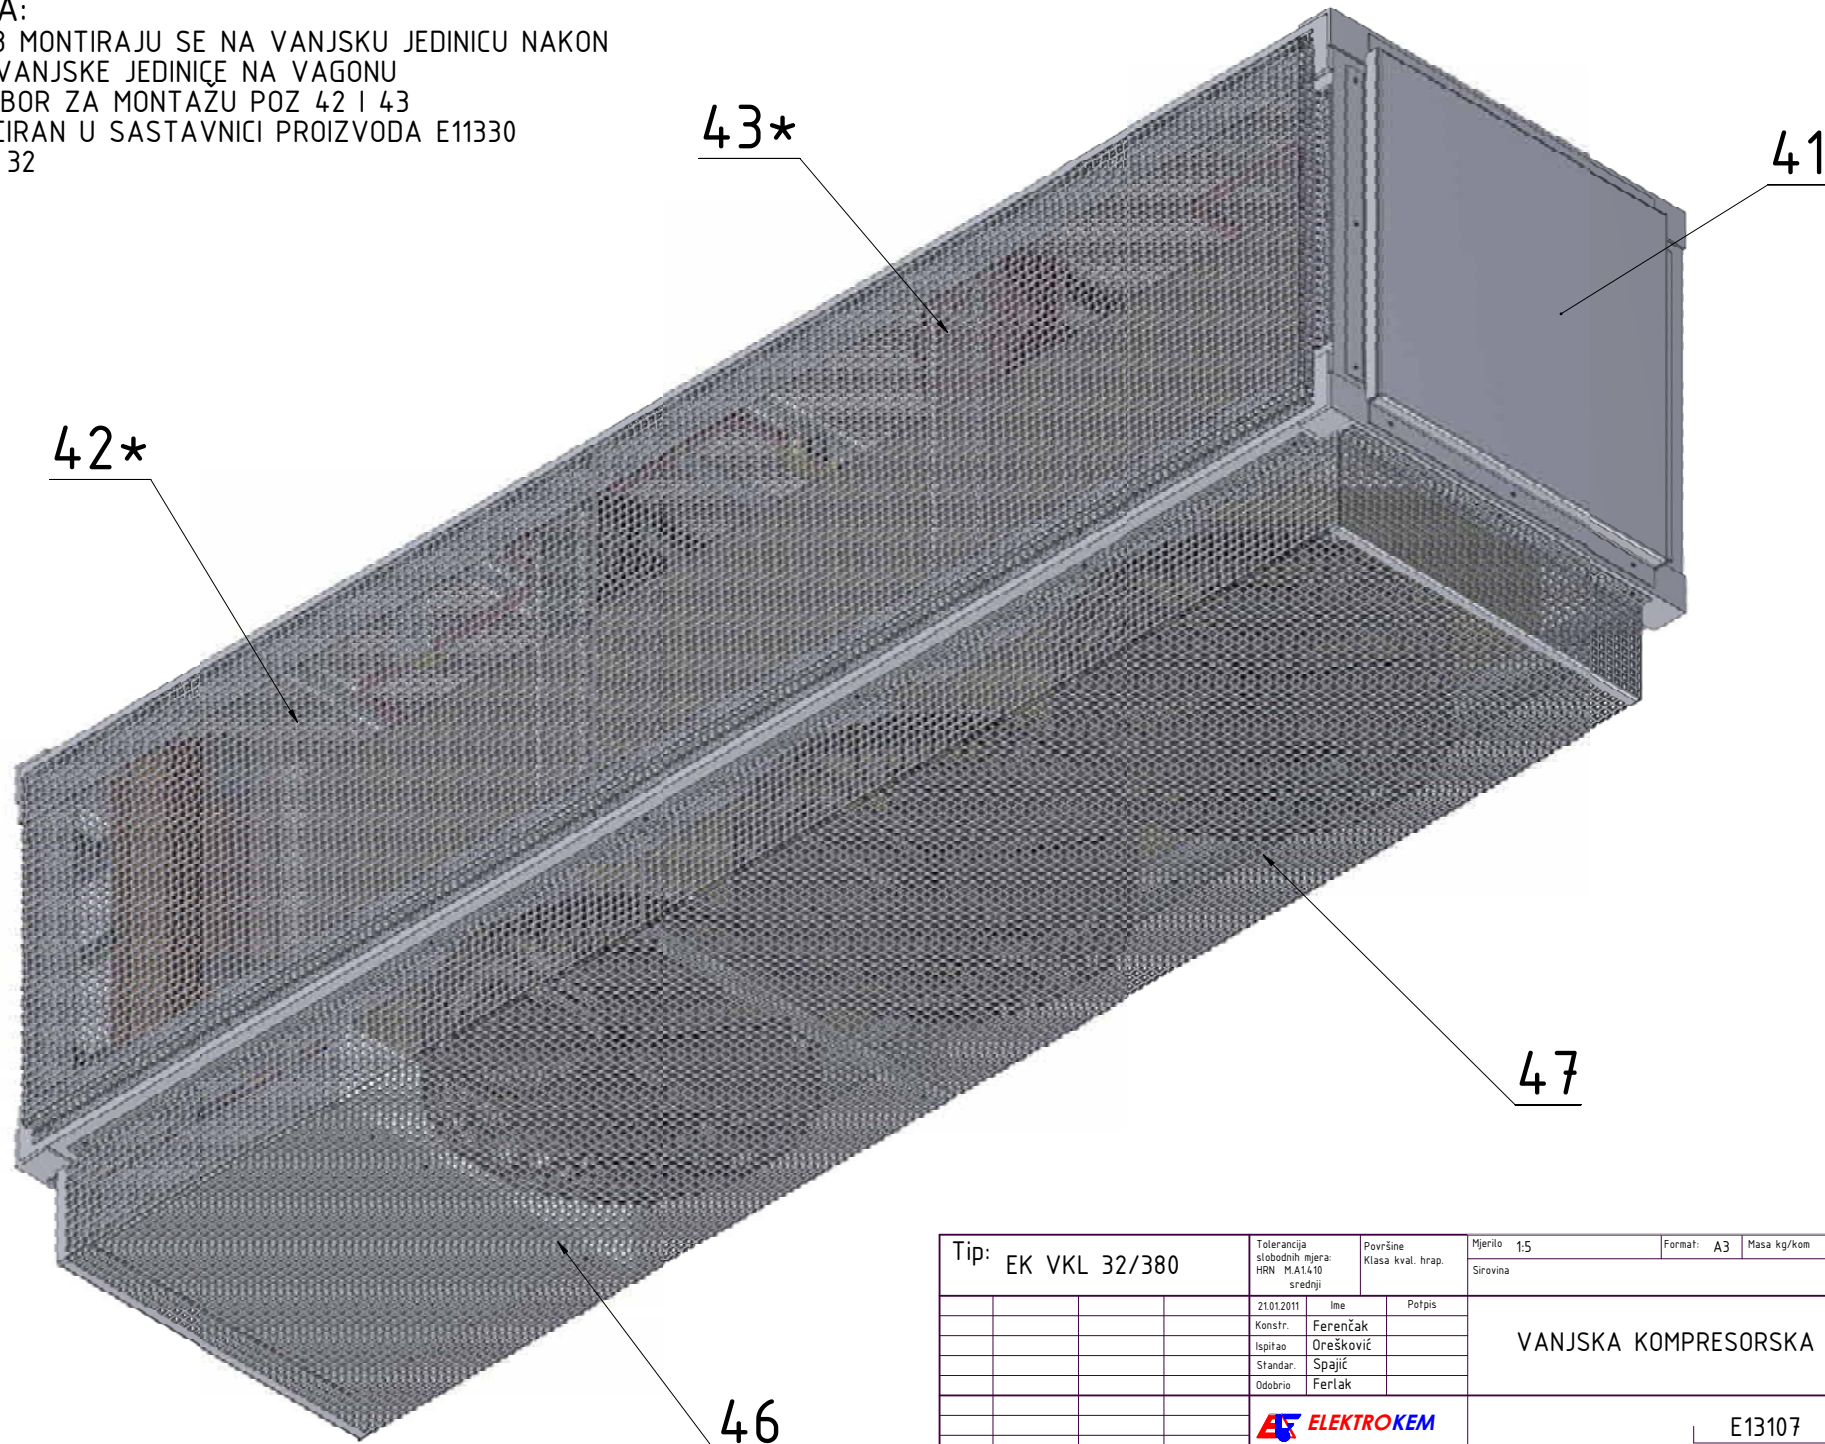 A:
3 MONTIRAJU SE NA VANJSKU JEDINICU NAKON
VANJSKE JEDINICE NA VAGONU
BOR ZA MONTAŽU POZ 42 I 43
CIRAN U SASTAVNICI PROIZVODA E11330
32
43*
41
42*
47
46
Tip: EK VKL 32/380
Tolerancija
slobodnih mjera:
HRN M.A1.410
srednji
Površine
Klasa kval. hrap.
Mjerilo 1:5
Format: A3
Masa kg/kom
Sirovina
21.01.2011 Ime Potpis
Konstr. Ferenčak
Ispitao Orešković
Standar. Spajić
Odobrio Ferlak
VANJSKA KOMPRESORSKA
ELEKTROKEM
E13107